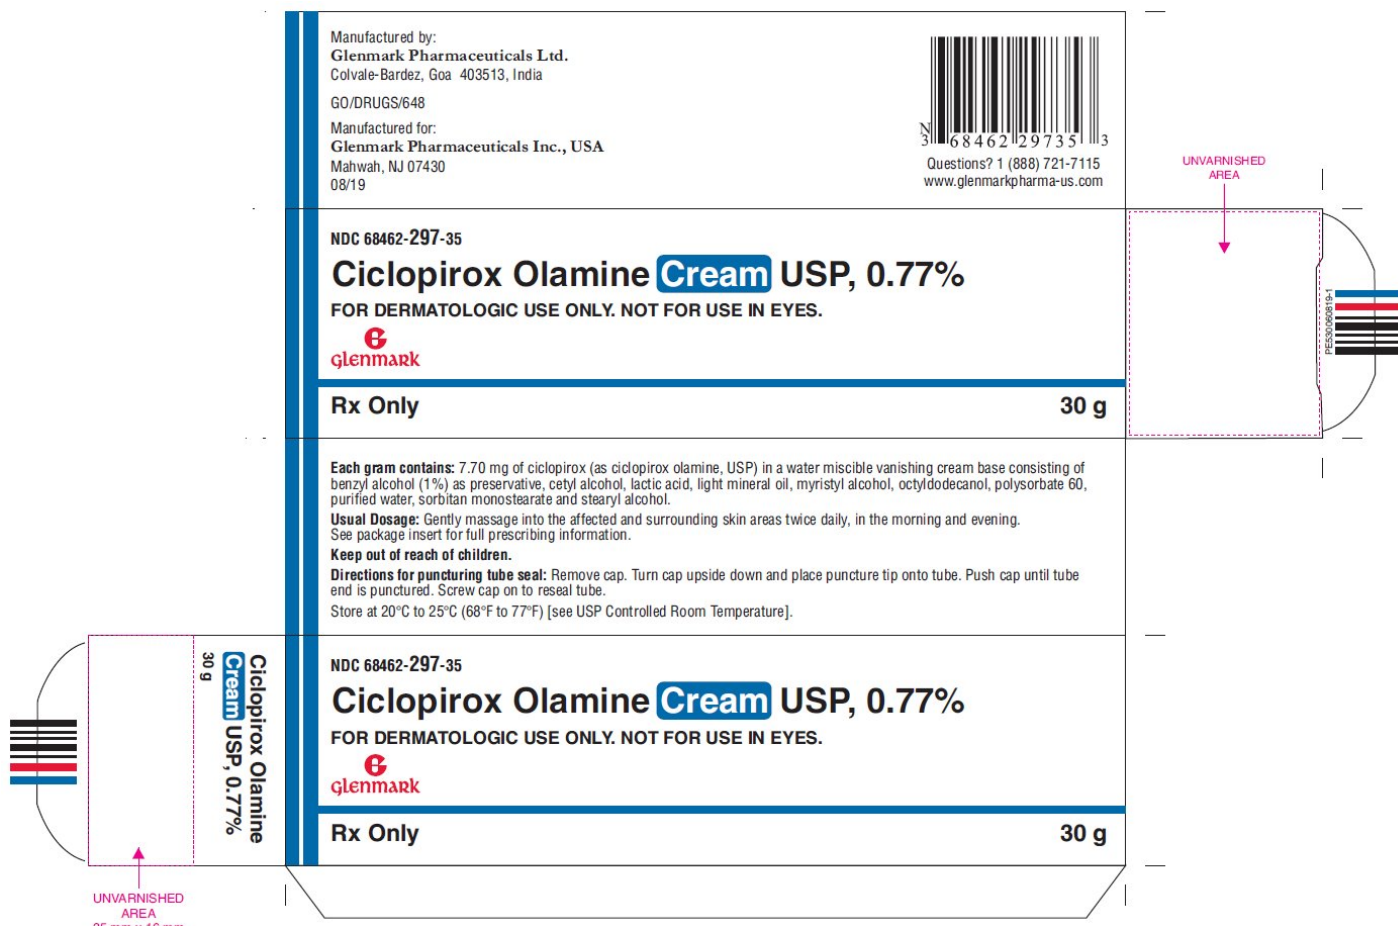 Manufactured by:
Glenmark Pharmaceuticals Ltd.
Colvale-Bardez, Goa 403513, India
GO/DRUGS/648
Manufactured for:
Glenmark Pharmaceuticals Inc., USA
Mahwah, NJ 07430
08/19
N
3 68462 29735 3
Questions? 1 (888) 721-7115
www.glenmarkpharma-us.com
UNVARNISHED
AREA
NDC 68462-297-35
Ciclopirox Olamine Cream USP, 0.77%
FOR DERMATOLOGIC USE ONLY. NOT FOR USE IN EYES.
G
glenmark
Rx Only 30 g
PE530060819-1
Each gram contains: 7.70 mg of ciclopirox (as ciclopirox olamine, USP) in a water miscible vanishing cream base consisting of
benzyl alcohol (1%) as preservative, cetyl alcohol, lactic acid, light mineral oil, myristyl alcohol, octyldodecanol, polysorbate 60,
purified water, sorbitan monostearate and stearyl alcohol.
Usual Dosage: Gently massage into the affected and surrounding skin areas twice daily, in the morning and evening.
See package insert for full prescribing information.
Keep out of reach of children.
Directions for puncturing tube seal: Remove cap. Turn cap upside down and place puncture tip onto tube. Push cap until tube
end is punctured. Screw cap on to reseal tube.
Store at 20°C to 25°C (68°F to 77°F) [see USP Controlled Room Temperature].
Ciclopirox Olamine
Cream USP, 0.77%
30 g
NDC 68462-297-35
Ciclopirox Olamine Cream USP, 0.77%
FOR DERMATOLOGIC USE ONLY. NOT FOR USE IN EYES.
G
glenmark
Rx Only 30 g
UNVARNISHED
AREA